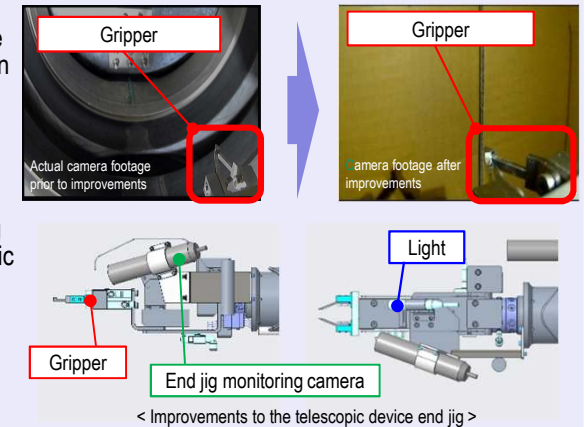 Gripper
Actual camera footage
prior to improvements
Gripper
Camera footage after
improvements
Light
Gripper
End jig monitoring camera
< Improvements to the telescopic device end jig >